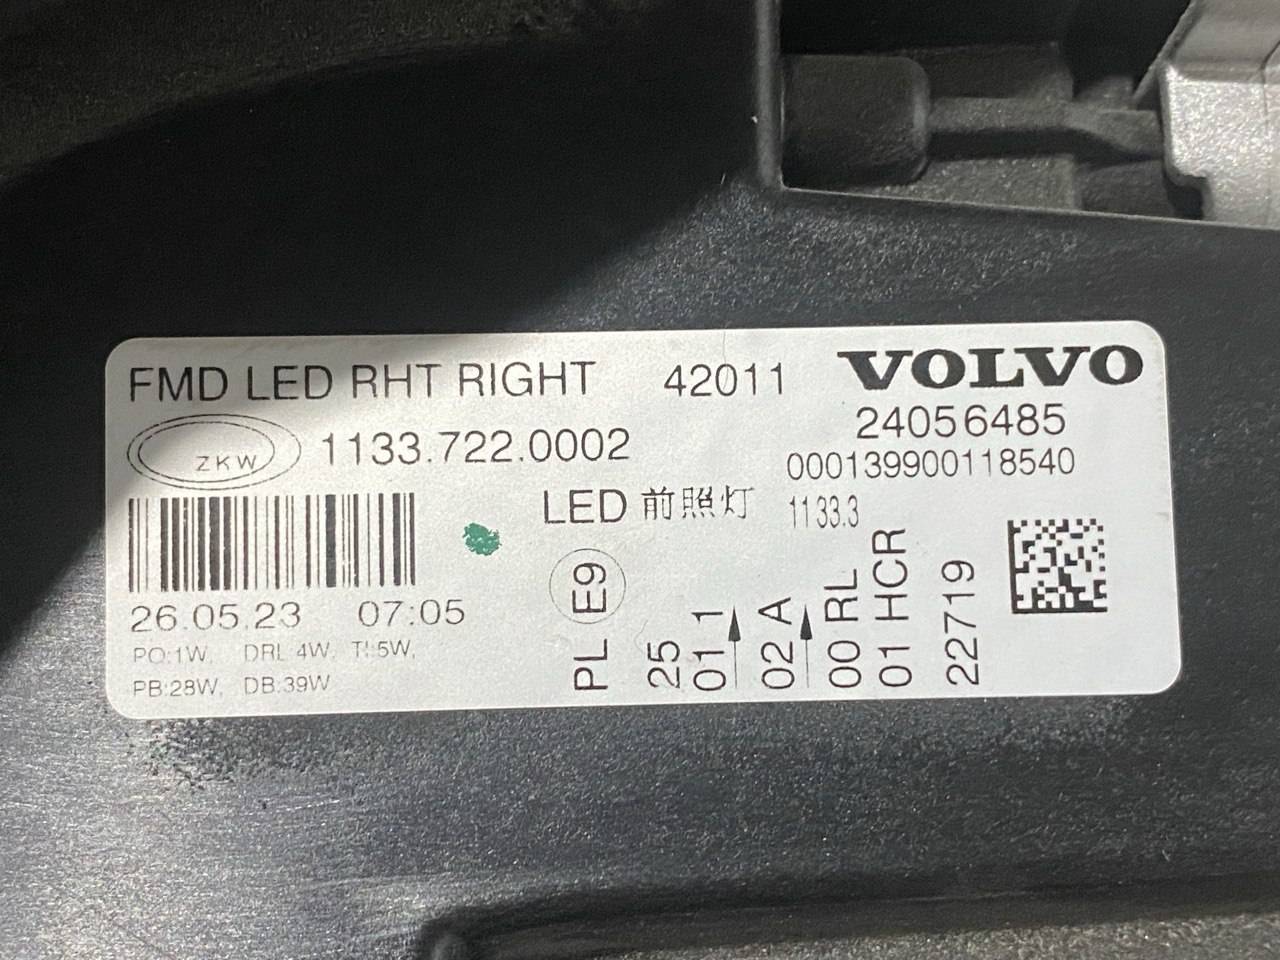 FMD LED RHT RIGHT 42011 VOLVO
24056485
ZKW 1133.722.0002
000139900118540
LED 前照灯 1133.3
26.05.23 07:05
PO:1W, DRL 4W, TI:5W,
PB:28W, DB:39W
PL E9
25
01 1
02 A
00 RL
01 HCR
22719